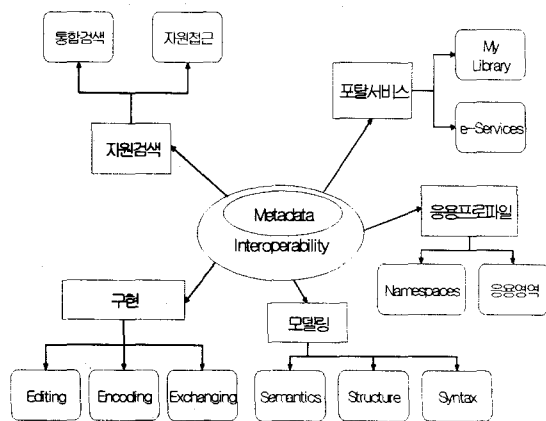 통합검색
자원접근
My
Library
포탈서비스
e-Services
자원검색
Metadata
Interoperability
응용프로파일
Namespaces
응용영역
구현
모델링
Editing
Encoding
Exchanging
Semantics
Structure
Syntax